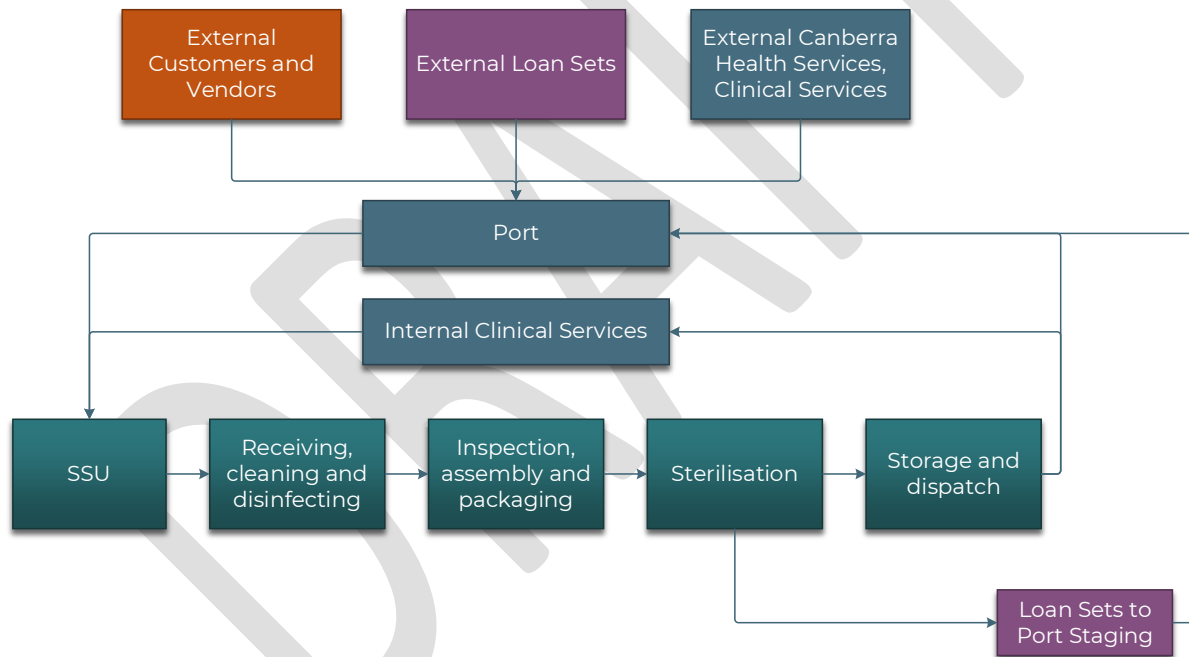 External
Customers and
Vendors
External Loan Sets
External Canberra
Health Services,
Clinical Services
Port
Internal Clinical Services
SSU
Receiving,
cleaning and
disinfecting
Inspection,
assembly and
packaging
Sterilisation
Storage and
dispatch
Loan Sets to
Port Staging
DRAFT